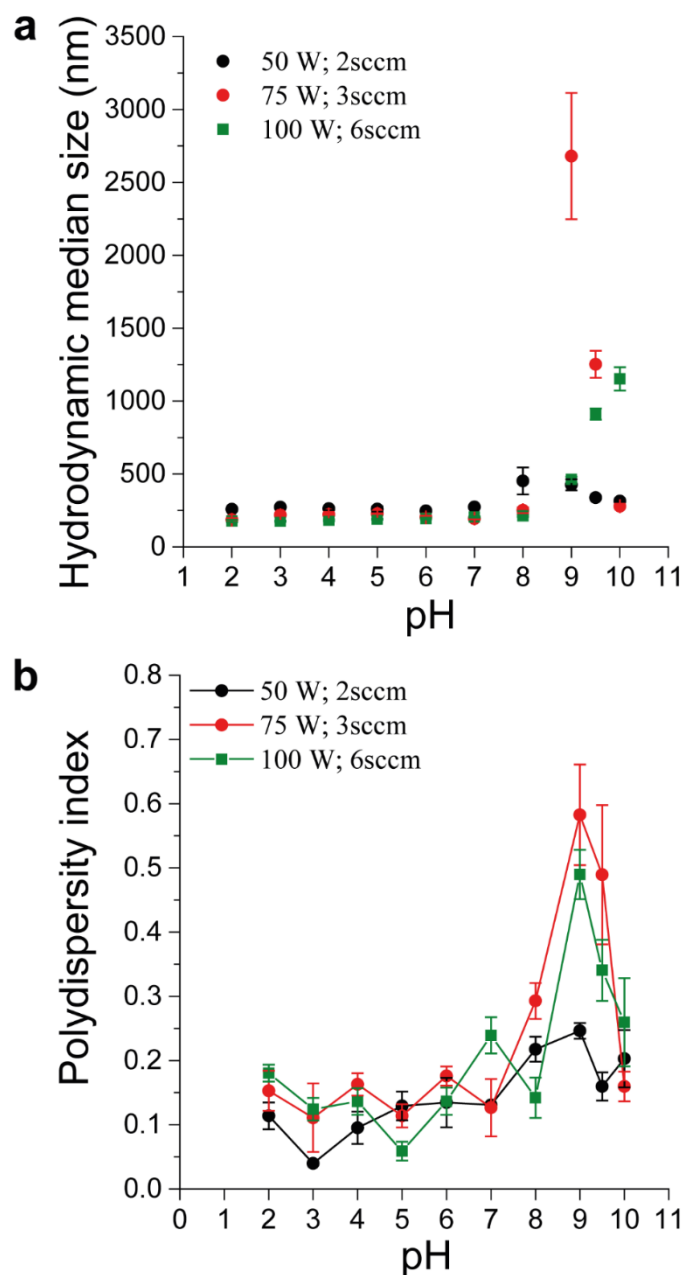 a
Hydrodynamic median size (nm)
3500
3000
2500
2000
1500
1000
500
0
50 W; 2sccm
75 W; 3sccm
100 W; 6sccm
1 2 3 4 5 6 7 8 9 10 11
pH
b
Polydispersity index
0.8
0.7
0.6
0.5
0.4
0.3
0.2
0.1
0.0
50 W; 2sccm
75 W; 3sccm
100 W; 6sccm
0 1 2 3 4 5 6 7 8 9 10 11
pH